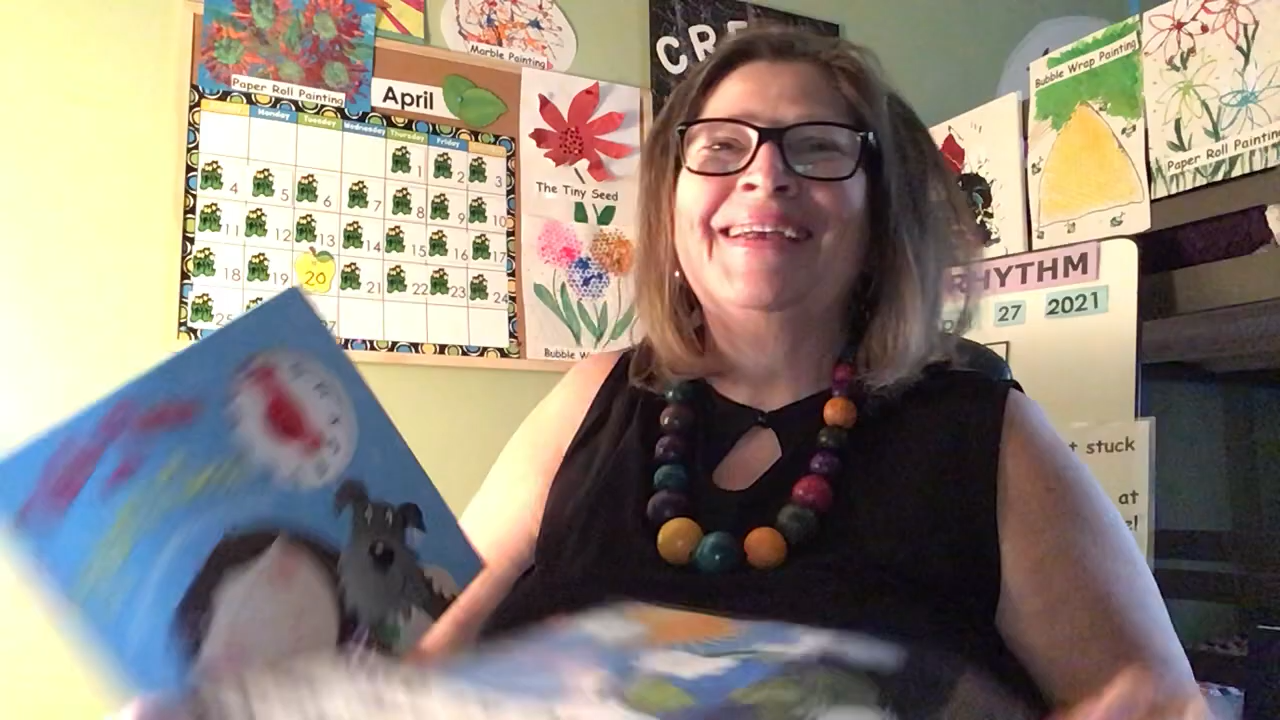 Paper Roll Painting
Marble Painting
April
Monday Tuesday Wednesday Thursday Friday
1 2 3
4 5 6 7 8 9 10
11 12 13 14 15 16 17
18 19 20 21 22 23 24
25
The Tiny Seed
Bubble W
CRE
Bubble Wrap Painting
Paper Roll Painting
RHYTHM
27 2021
stuck
at